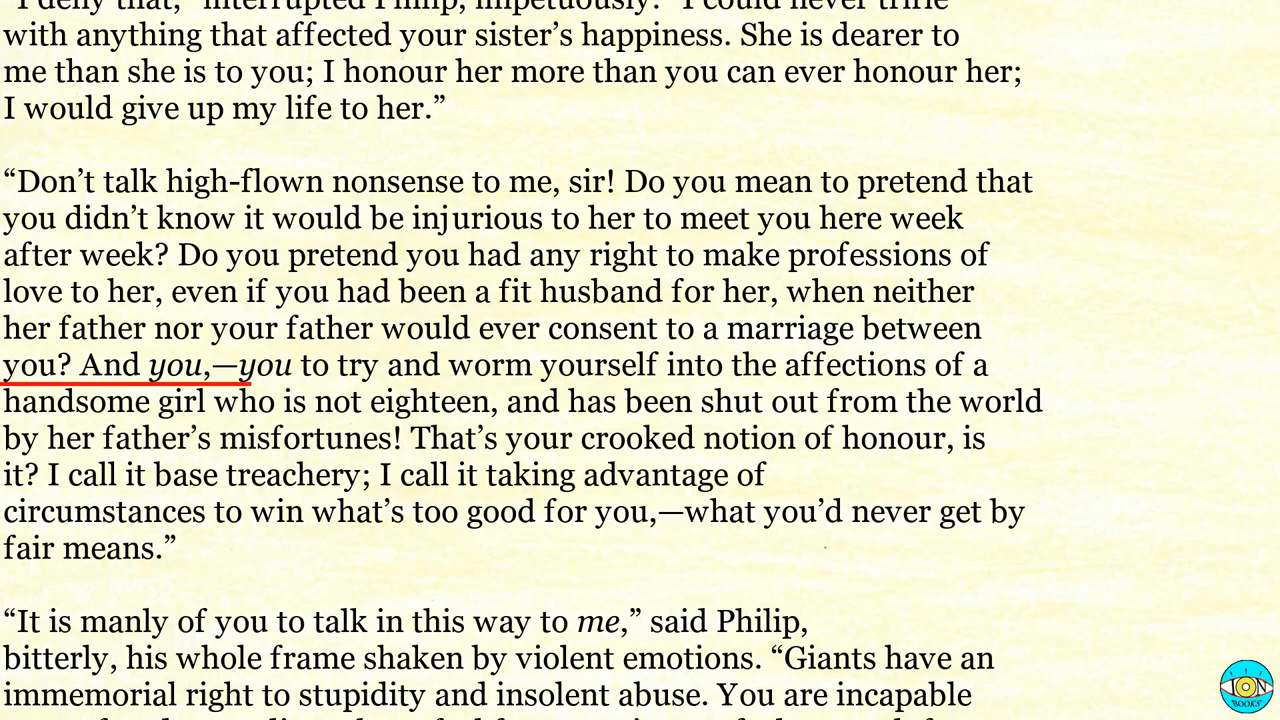 “I deny that,” interrupted Philip, impetuously. “I could never trifle
with anything that affected your sister’s happiness. She is dearer to
me than she is to you; I honour her more than you can ever honour her;
I would give up my life to her.”
“Don’t talk high-flown nonsense to me, sir! Do you mean to pretend that
you didn’t know it would be injurious to her to meet you here week
after week? Do you pretend you had any right to make professions of
love to her, even if you had been a fit husband for her, when neither
her father nor your father would ever consent to a marriage between
you? And you,—you to try and worm yourself into the affections of a
handsome girl who is not eighteen, and has been shut out from the world
by her father’s misfortunes! That’s your crooked notion of honour, is
it? I call it base treachery; I call it taking advantage of
circumstances to win what’s too good for you,—what you’d never get by
fair means.”
“It is manly of you to talk in this way to me,” said Philip,
bitterly, his whole frame shaken by violent emotions. “Giants have an
immemorial right to stupidity and insolent abuse. You are incapable
ION
BOOKS